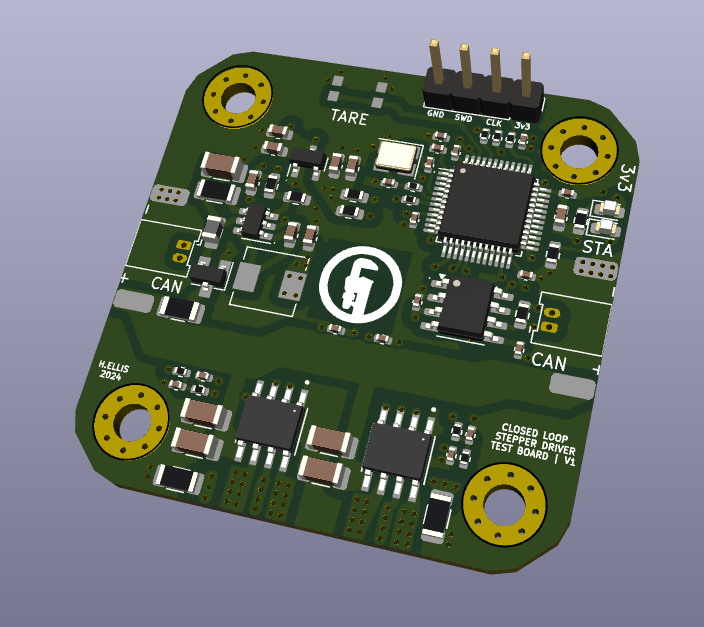 TARE
GND SWD CLK 3v3
3v3
STA
+
CAN
CAN
+
H.ELLIS
2024
CLOSED LOOP
STEPPER DRIVER
TEST BOARD | V1